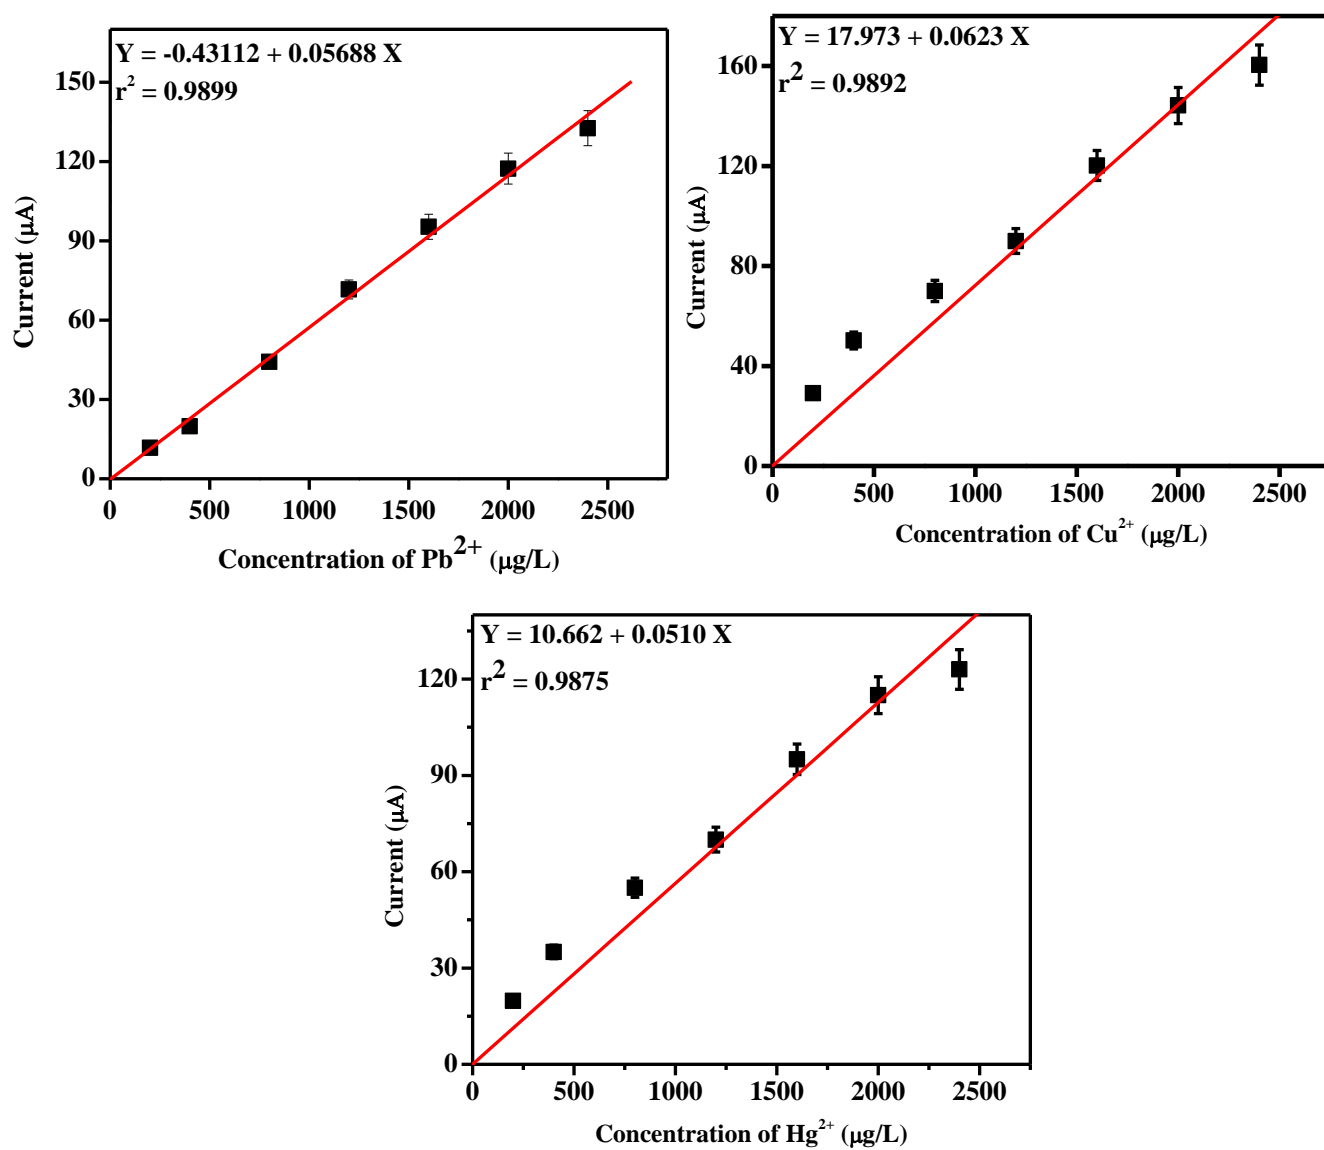 Y = -0.43112 + 0.05688 X
r² = 0.9899
150
120
90
60
30
0
Current (μA)
0 500 1000 1500 2000 2500
Concentration of Pb²⁺ (μg/L)
Y = 17.973 + 0.0623 X
r² = 0.9892
160
120
80
40
0
Current (μA)
0 500 1000 1500 2000 2500
Concentration of Cu²⁺ (μg/L)
Y = 10.662 + 0.0510 X
r² = 0.9875
120
90
60
30
0
Current (μA)
0 500 1000 1500 2000 2500
Concentration of Hg²⁺ (μg/L)